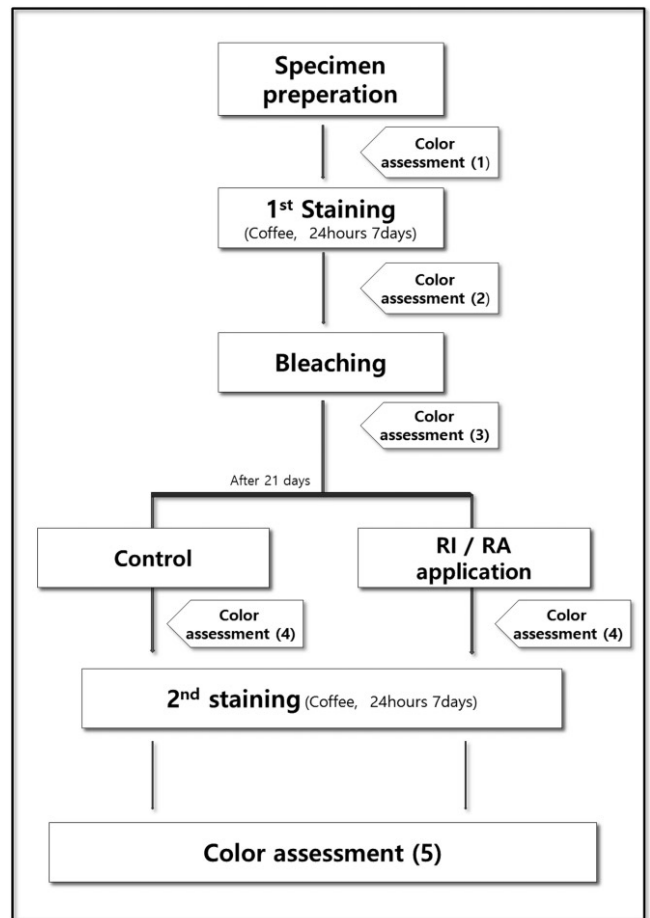 Specimen
preperation
Color
assessment (1)
1st Staining
(Coffee, 24hours 7days)
Color
assessment (2)
Bleaching
Color
assessment (3)
After 21 days
Control
RI / RA
application
Color
assessment (4)
Color
assessment (4)
2nd staining (Coffee, 24hours 7days)
Color assessment (5)